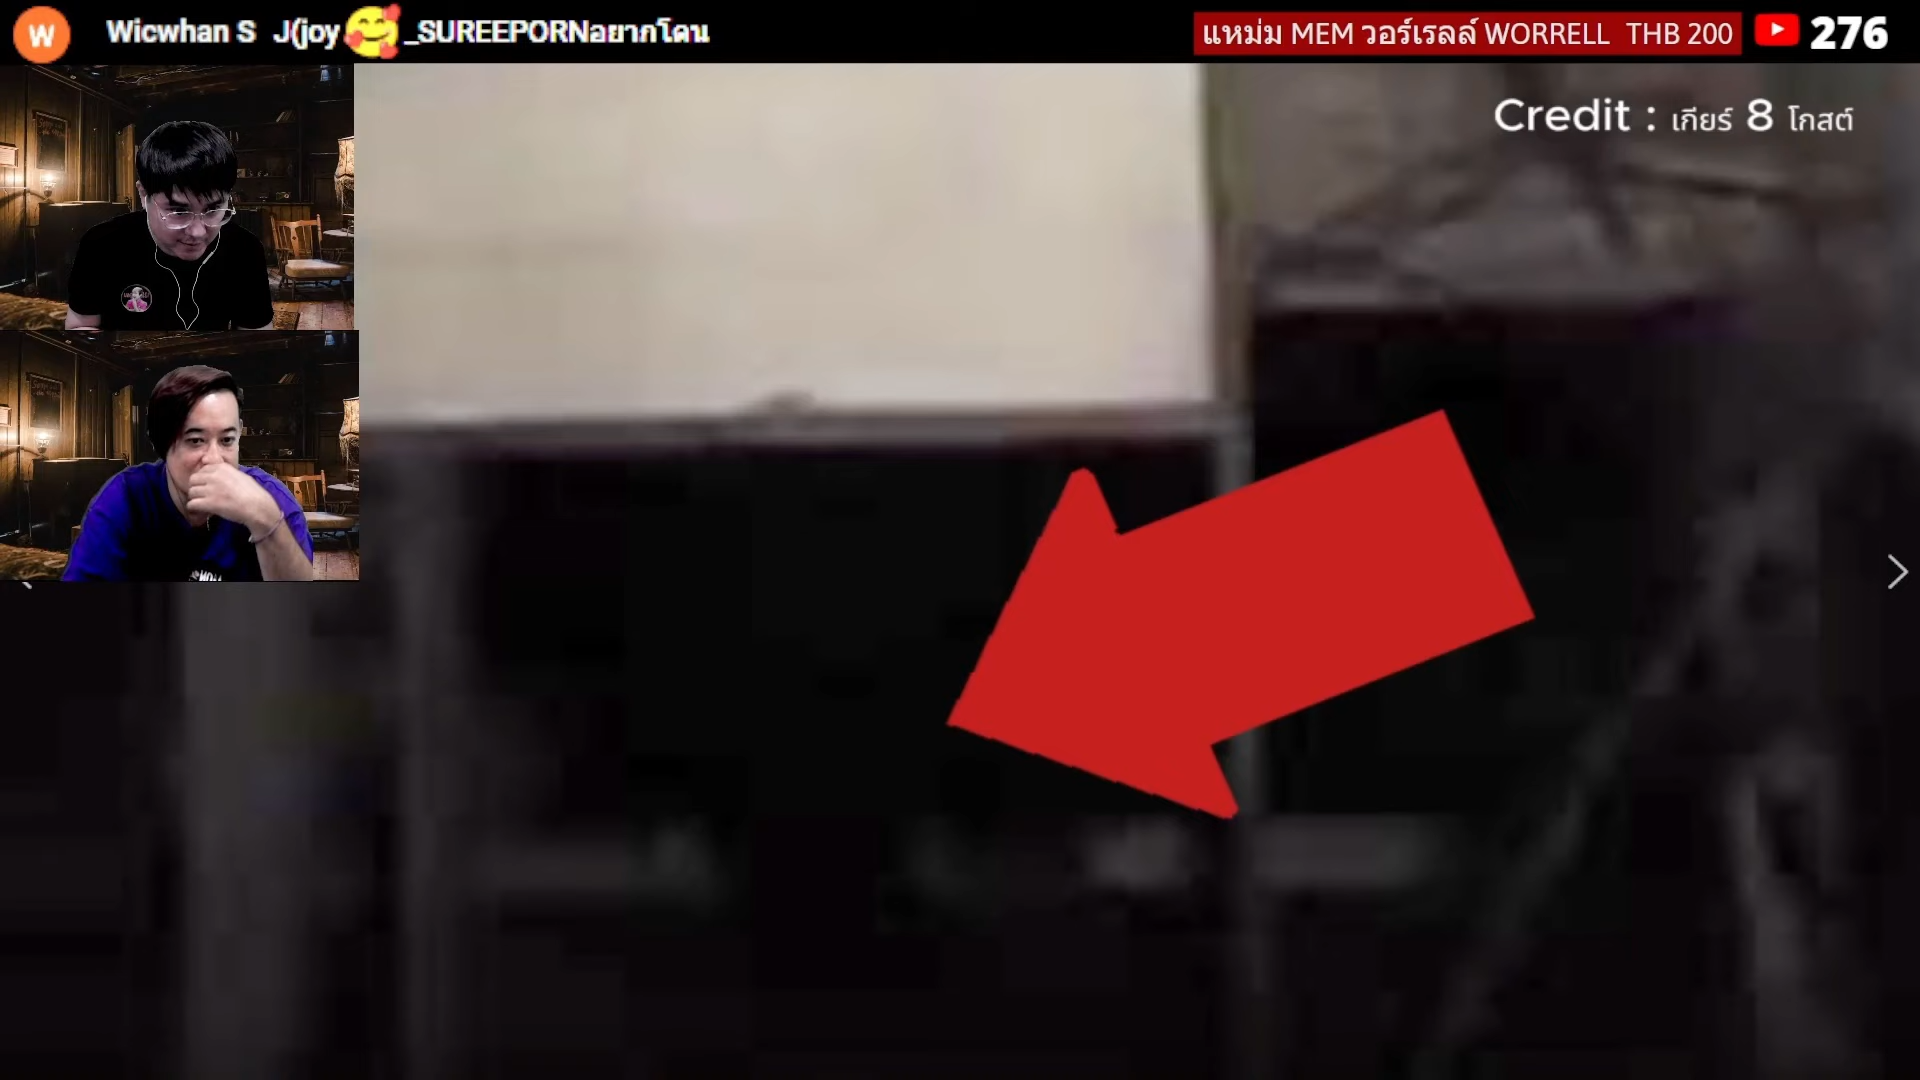 W
Wicwhan S J(joy🥰_SUREEPORNอยากโดน
แหม่ม MEM วอร์เรลล์ WORRELL THB 200
276
Credit : เกียร์ 8 โกสต์